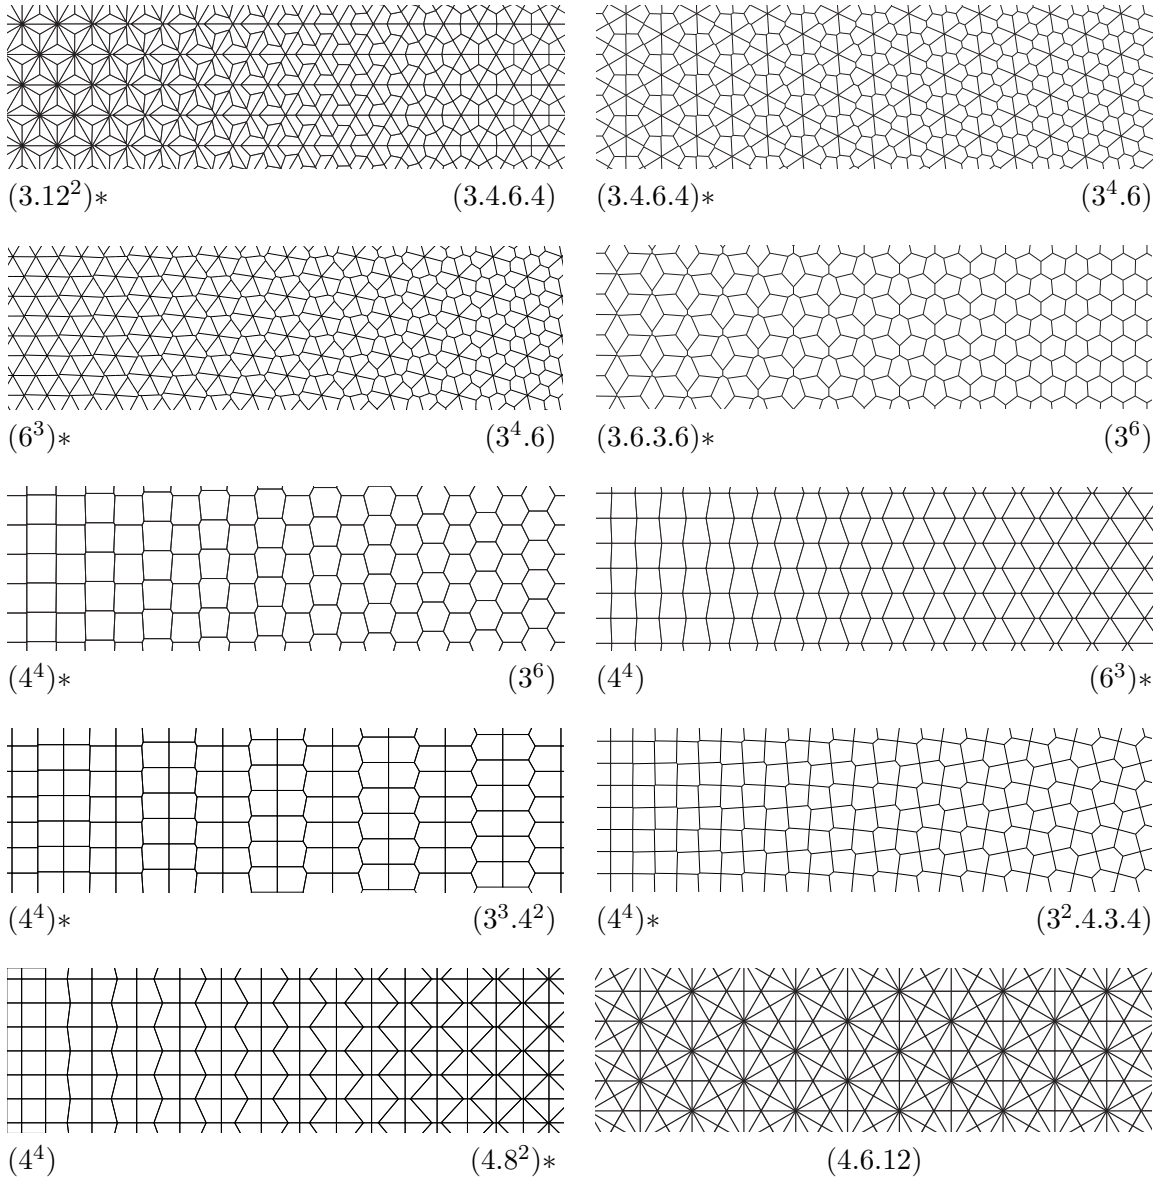 (3.12²)∗ (3.4.6.4) (3.4.6.4)∗ (3⁴.6)
(6³)∗ (3⁴.6) (3.6.3.6)∗ (3⁶)
(4⁴)∗ (3⁶) (4⁴) (6³)∗
(4⁴)∗ (3³.4²) (4⁴)∗ (3².4.3.4)
(4⁴) (4.8²)∗ (4.6.12)